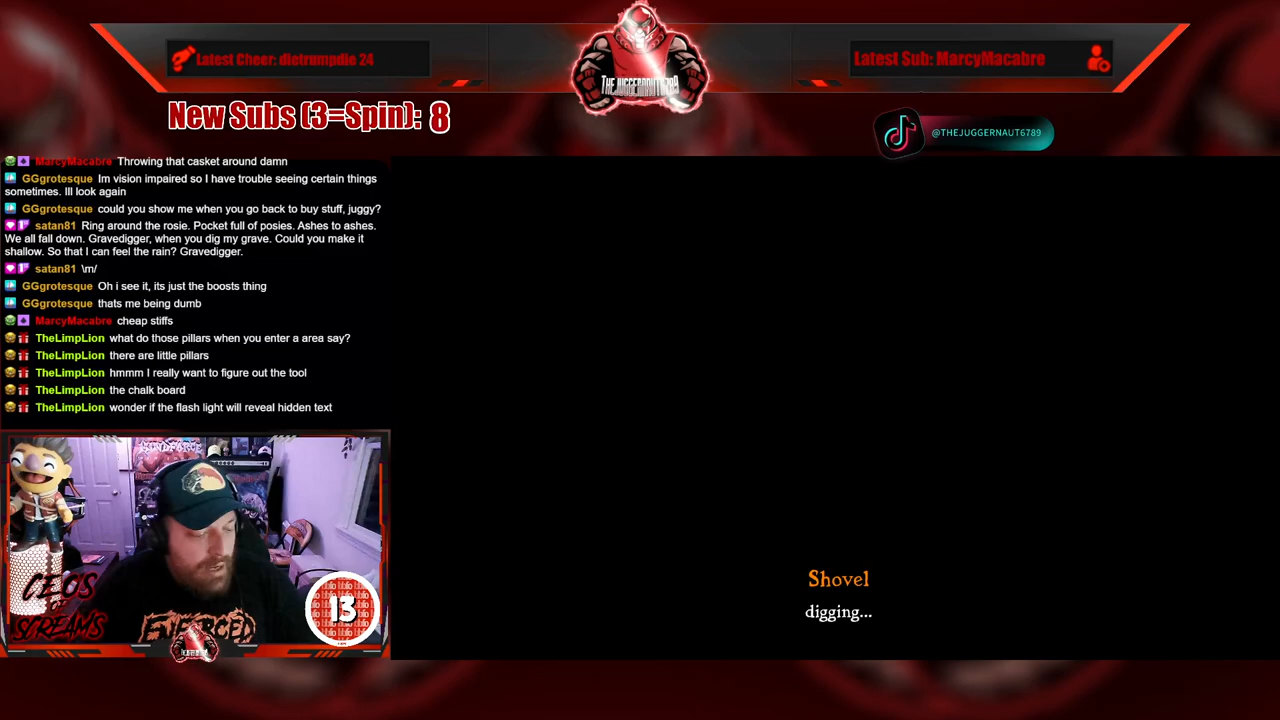 Latest Cheer: dietrumpdie 24
THEJUGGERNAUT6789
Latest Sub: MarcyMacabre
New Subs (3=Spin): 8
@THEJUGGERNAUT6789
MarcyMacabre Throwing that casket around damn
GGgrotesque Im vision impaired so I have trouble seeing certain things
sometimes. Ill look again
GGgrotesque could you show me when you go back to buy stuff, juggy?
satan81 Ring around the rosie. Pocket full of posies. Ashes to ashes.
We all fall down. Gravedigger, when you dig my grave. Could you make it
shallow. So that I can feel the rain? Gravedigger.
satan81 \m/
GGgrotesque Oh i see it, its just the boosts thing
GGgrotesque thats me being dumb
MarcyMacabre cheap stiffs
TheLimpLion what do those pillars when you enter a area say?
TheLimpLion there are little pillars
TheLimpLion hmmm I really want to figure out the tool
TheLimpLion the chalk board
TheLimpLion wonder if the flash light will reveal hidden text
MINDFORCE
CEO'S
OF
SCREAMS
ENFORCED
13
Shovel
digging...